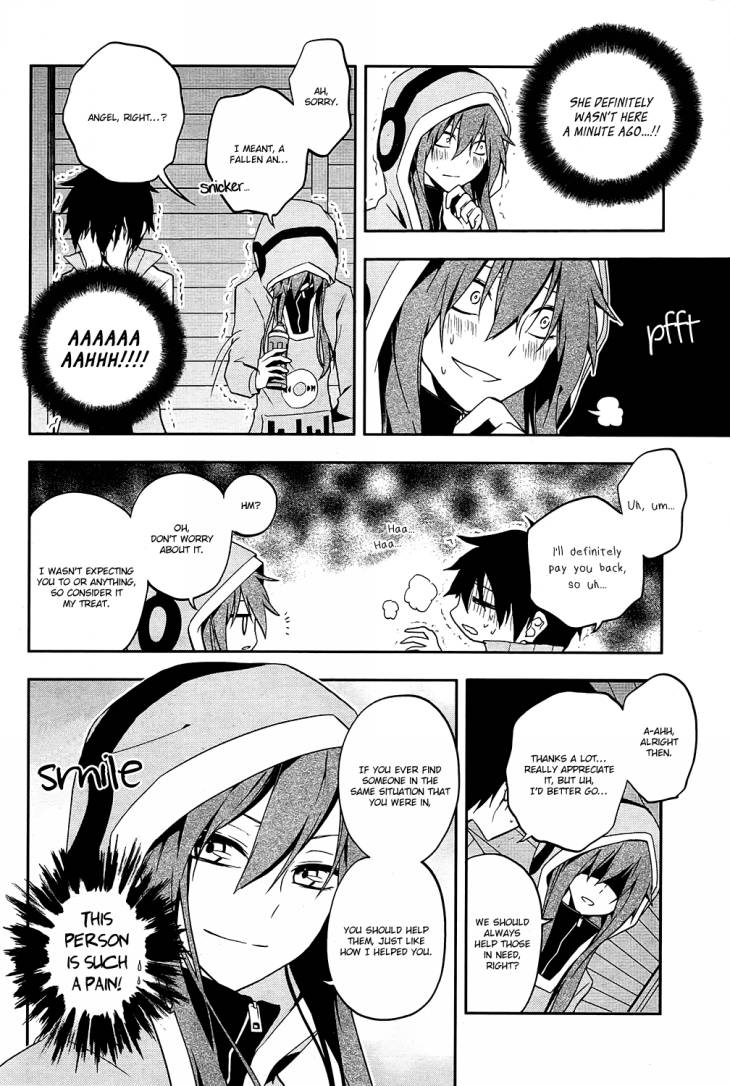 SHE DEFINITELY
WASN'T HERE
A MINUTE AGO...!!
pfft
AH,
SORRY.
I MEANT, A
FALLEN AN...
snicker...
ANGEL, RIGHT...?
AAAAAA
AAHHH!!!!
Uh, um...
I'll definitely
pay you back,
so uh...
Haa...
Haa...
HM?
OH,
DON'T WORRY
ABOUT IT.
I WASN'T EXPECTING
YOU TO OR ANYTHING,
SO CONSIDER IT
MY TREAT.
A-AHH,
ALRIGHT
THEN.
THANKS A LOT...
REALLY APPRECIATE
IT, BUT UH,
I'D BETTER GO...
WE SHOULD
ALWAYS
HELP THOSE
IN NEED,
RIGHT?
IF YOU EVER FIND
SOMEONE IN THE
SAME SITUATION THAT
YOU WERE IN,
YOU SHOULD HELP
THEM, JUST LIKE
HOW I HELPED YOU.
smile
THIS
PERSON
IS SUCH
A PAIN!